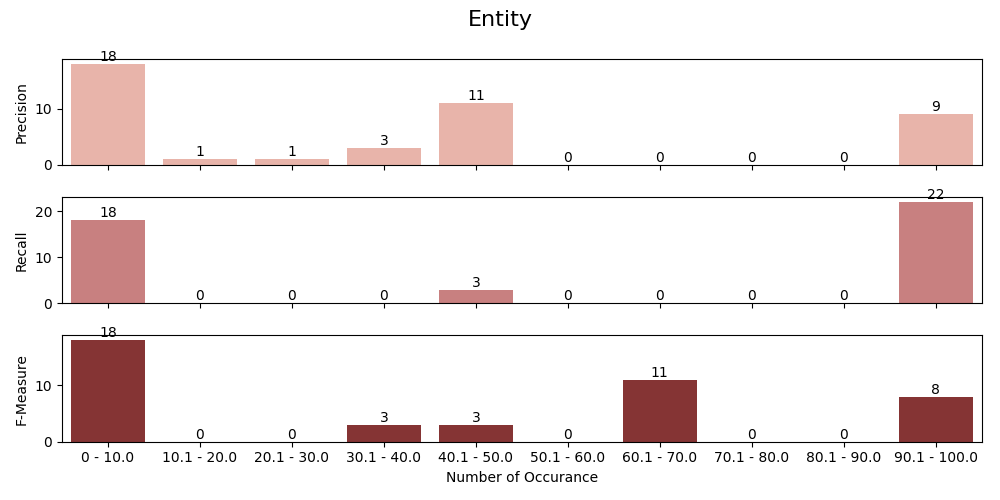 Entity
18 1 1 3 11 0 0 0 0 9
10
0
Precision
18 0 0 0 3 0 0 0 0 22
20
10
0
Recall
18 0 0 3 3 0 11 0 0 8
10
0
F-Measure
0 - 10.0 10.1 - 20.0 20.1 - 30.0 30.1 - 40.0 40.1 - 50.0 50.1 - 60.0 60.1 - 70.0 70.1 - 80.0 80.1 - 90.0 90.1 - 100.0
Number of Occurance